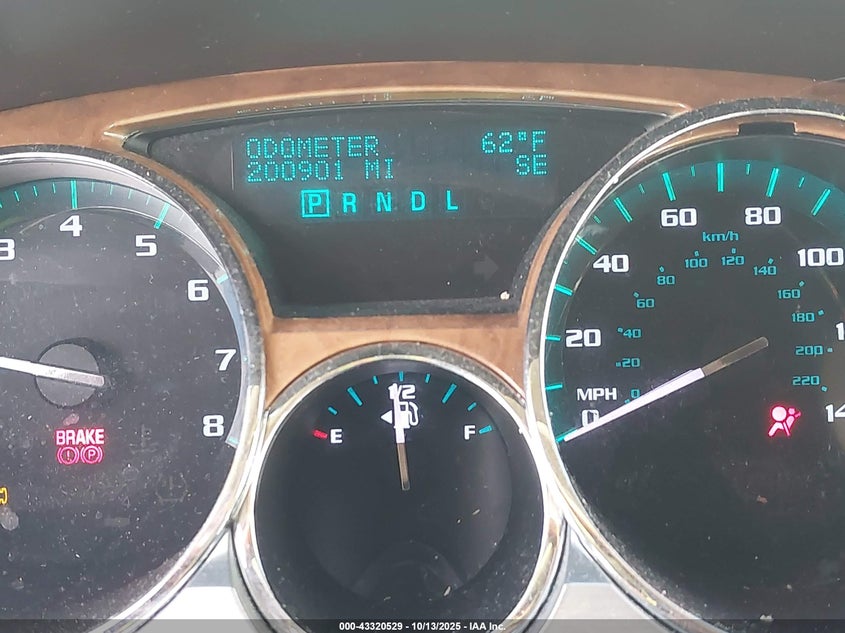 ODOMETER 62°F
200901 MI SE
P R N D L
3 4 5 6 7 8
BRAKE
(!) (P)
E 1/2 F
0 20 40 60 80 100
km/h
0 20 40 60 80 100 120 140 160 180 200 220
MPH
000-43320529 - 10/13/2025 - IAA Inc.